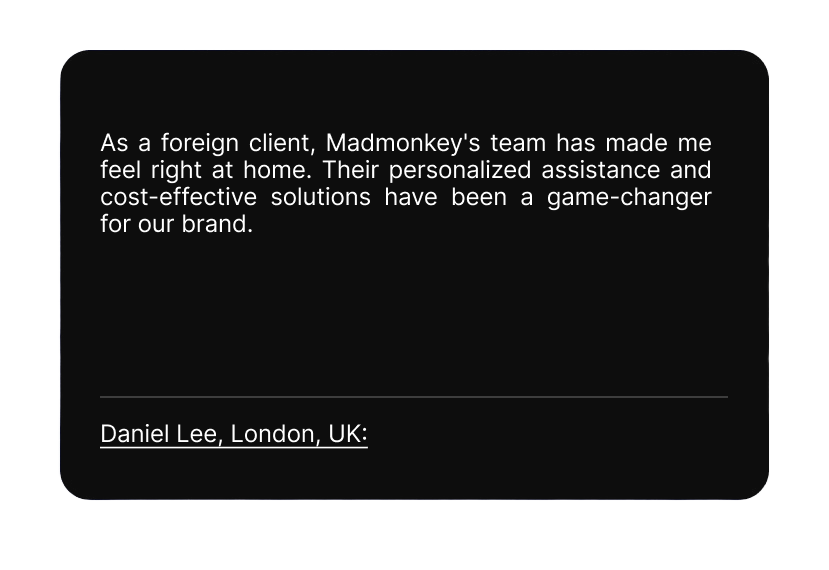 As a foreign client, Madmonkey's team has made me
feel right at home. Their personalized assistance and
cost-effective solutions have been a game-changer
for our brand.
Daniel Lee, London, UK: